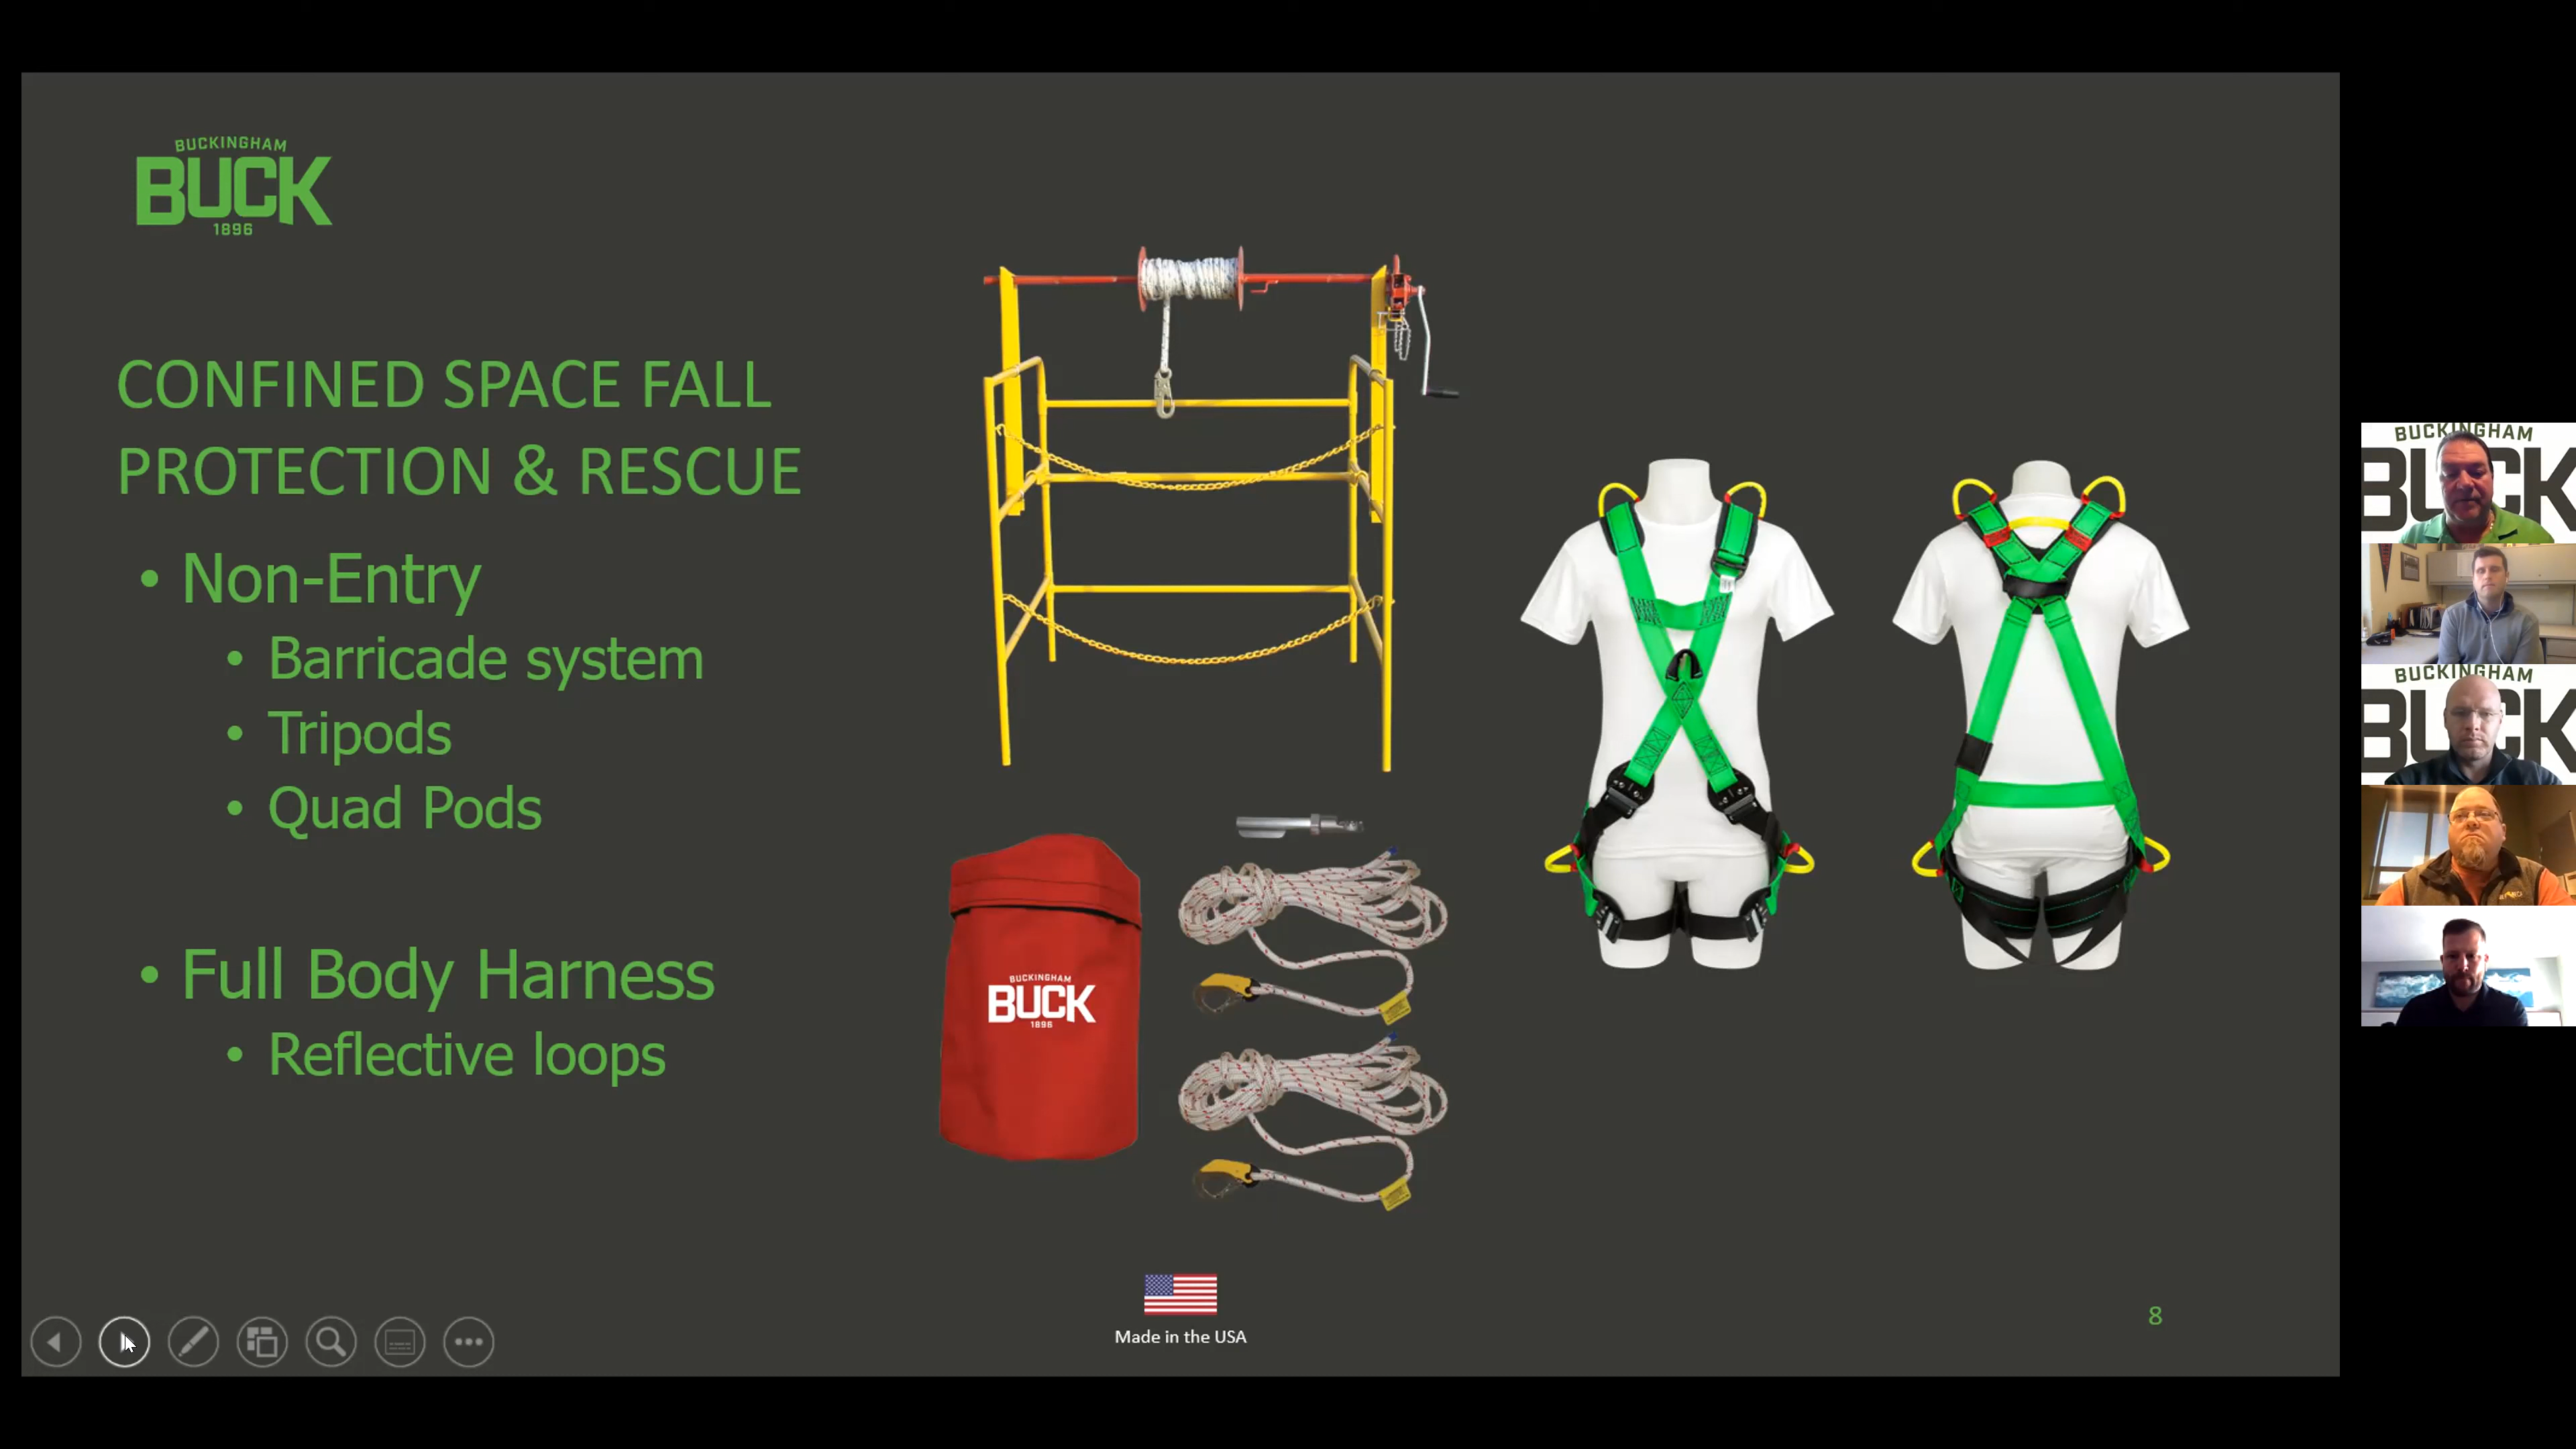 BUCKINGHAM
BUCK
1896
CONFINED SPACE FALL
PROTECTION & RESCUE
• Non-Entry
• Barricade system
• Tripods
• Quad Pods
• Full Body Harness
• Reflective loops
BUCKINGHAM
BUCK
1896
Made in the USA
8
BUCKINGHAM
BUCK
BUCKINGHAM
BUCK